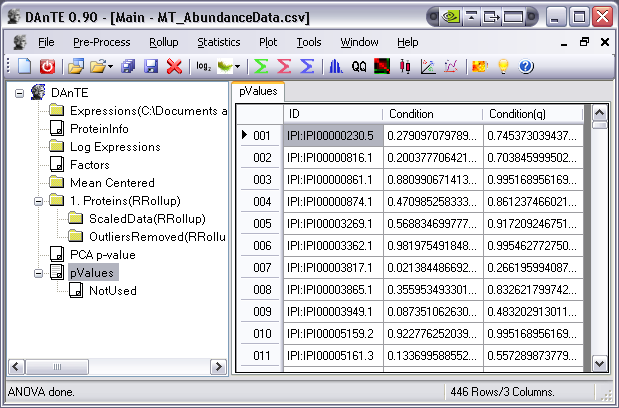 DAnTE 0.90 - [Main - MT_AbundanceData.csv]
File Pre-Process Rollup Statistics Plot Tools Window Help
log₂ Σ Σ Σ QQ
DAnTE
Expressions(C:\Documents a
ProteinInfo
Log Expressions
Factors
Mean Centered
1. Proteins(RRollup)
ScaledData(RRollup)
OutliersRemoved(RRollu
PCA p-value
pValues
NotUsed
pValues
ID Condition Condition(q)
001 IPI:IPI00000230.5 0.279097079789... 0.745373039437...
002 IPI:IPI00000816.1 0.200377706421... 0.703845999502...
003 IPI:IPI00000861.1 0.880990671413... 0.995168956169...
004 IPI:IPI00000874.1 0.470985258333... 0.861237466021...
005 IPI:IPI00003269.1 0.568834699777... 0.917209246751...
006 IPI:IPI00003362.1 0.981975491848... 0.995462772750...
007 IPI:IPI00003817.1 0.021384486692... 0.266195994087...
008 IPI:IPI00003865.1 0.355953493301... 0.832621799742...
009 IPI:IPI00003949.1 0.087351062630... 0.483202913011...
010 IPI:IPI00005159.2 0.922776252039... 0.995168956169...
011 IPI:IPI00005161.3 0.133699588552... 0.557289873779...
ANOVA done. 446 Rows/3 Columns.